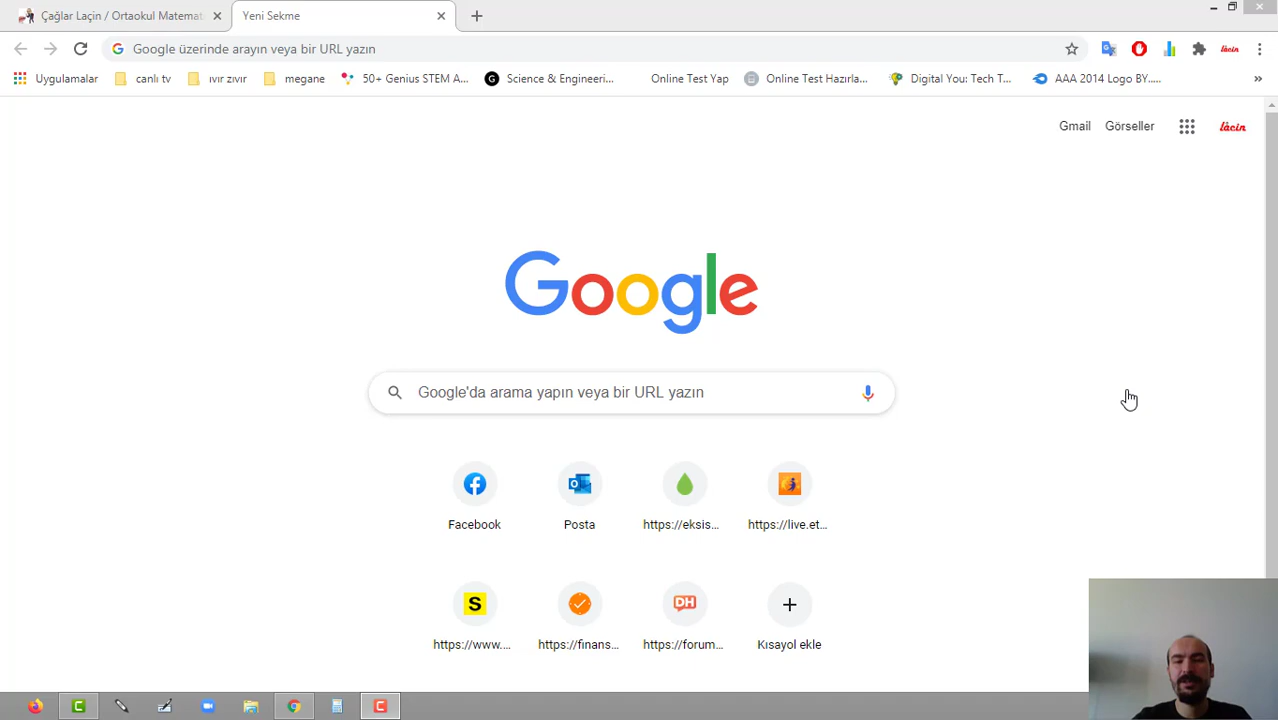 Çağlar Laçin / Ortaokul Matemat
Yeni Sekme
Google üzerinde arayın veya bir URL yazın
lâcin
Uygulamalar
canlı tv
ıvır zıvır
megane
50+ Genius STEM A...
Science & Engineeri...
Online Test Yap
Online Test Hazırla...
Digital You: Tech T...
AAA 2014 Logo BY.....
Gmail
Görseller
lâcin
Google
Google'da arama yapın veya bir URL yazın
Facebook
Posta
https://eksis...
https://live.et...
S
DH
https://www....
https://finans...
https://forum...
Kısayol ekle